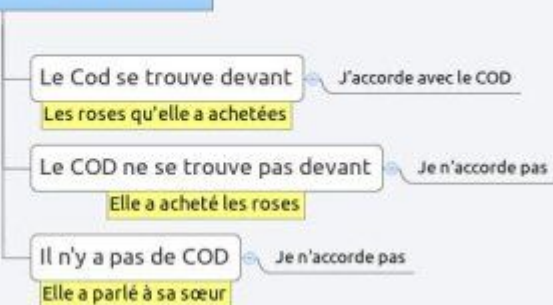 Le Cod se trouve devant
J'accorde avec le COD
Les roses qu'elle a achetées
Le COD ne se trouve pas devant
Je n'accorde pas
Elle a acheté les roses
Il n'y a pas de COD
Je n'accorde pas
Elle a parlé à sa sœur